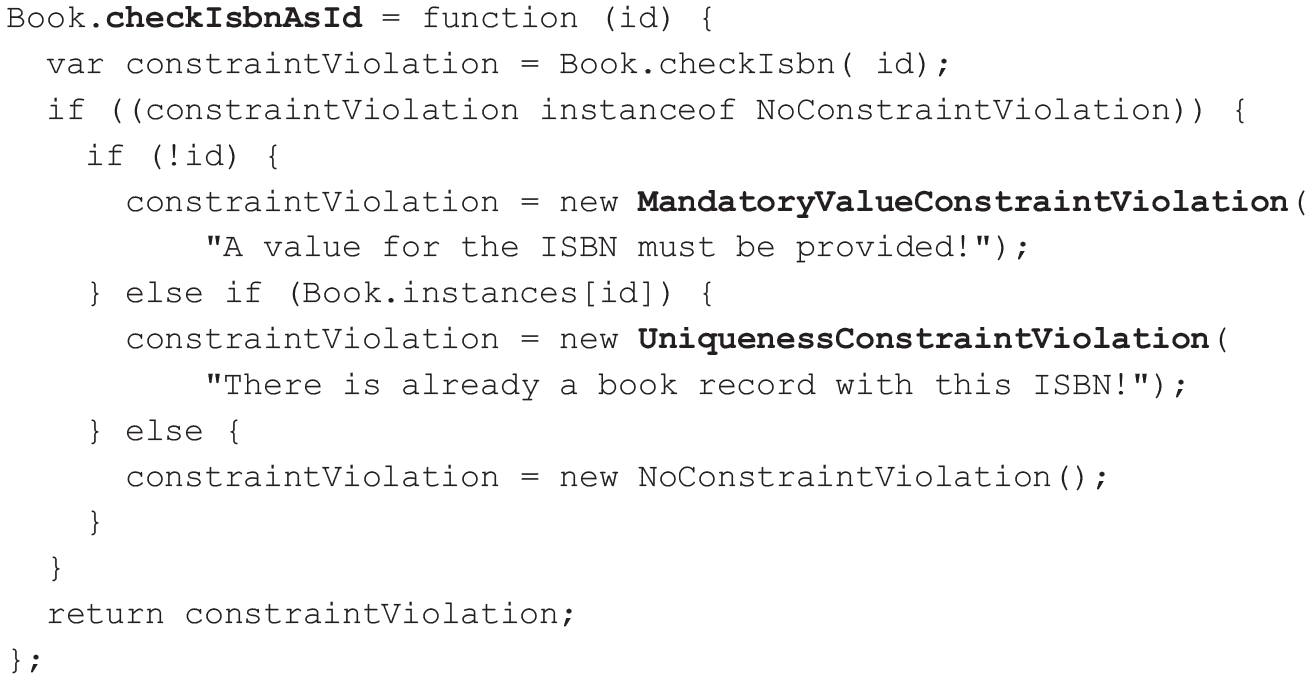 Book.checkIsbnAsId = function (id) {
  var constraintViolation = Book.checkIsbn( id);
  if ((constraintViolation instanceof NoConstraintViolation)) {
    if (!id) {
      constraintViolation = new MandatoryValueConstraintViolation(
          "A value for the ISBN must be provided!");
    } else if (Book.instances[id]) {
      constraintViolation = new UniquenessConstraintViolation(
          "There is already a book record with this ISBN!");
    } else {
      constraintViolation = new NoConstraintViolation();
    }
  }
  return constraintViolation;
};